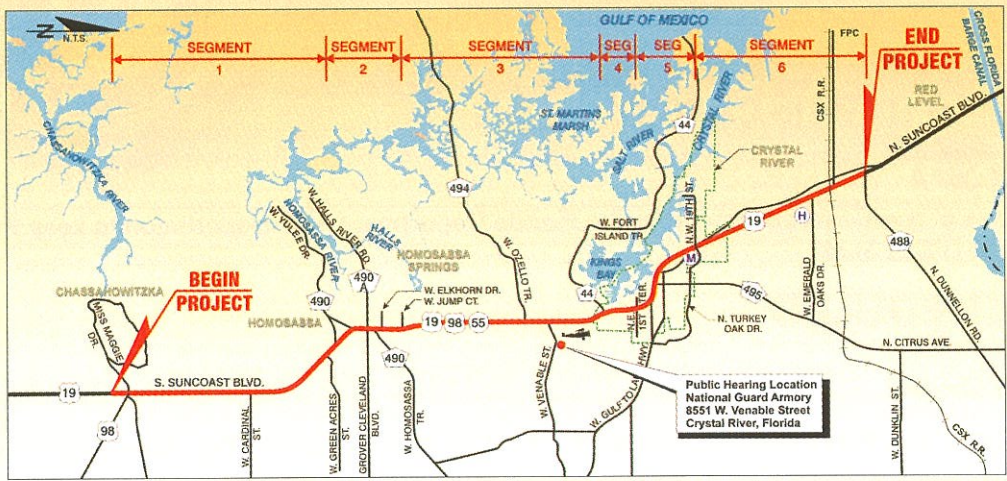 GULF OF MEXICO
N
N.T.S.
SEGMENT
1
SEGMENT
2
SEGMENT
3
SEG
4
SEG
5
SEGMENT
6
FPC
CSX R.R.
END
PROJECT
CROSS FLORIDA
BARGE CANAL
RED
LEVEL
N. SUNCOAST BLVD.
CHASSAHOWITZKA RIVER
ST. MARTINS
MARSH
SALT RIVER
44
CRYSTAL RIVER
CRYSTAL
RIVER
494
W. HALLS RIVER RD.
W. YULEE DR.
HOMOSASSA RIVER
HALLS
RIVER
HOMOSASSA
SPRINGS
490
490
W. OZELLO TR.
W. FORT
ISLAND TR.
KINGS
BAY
44
N.W. 19TH ST.
M
19
H
488
N. DUNNELLON RD.
CHASSAHOWITZKA
MISS MAGGIE
DR.
BEGIN
PROJECT
HOMOSASSA
W. ELKHORN DR.
W. JUMP CT.
19 98 55
N.E.
1ST TER.
495
W. EMERALD
OAKS DR.
N. TURKEY
OAK DR.
N. CITRUS AVE.
19
S. SUNCOAST BLVD.
98
W. CARDINAL
ST.
W. GREEN ACRES
ST.
GROVER CLEVELAND
BLVD.
490
W. HOMOSASSA
TR.
W. VENABLE ST.
W. GULF TO LA
HWY
Public Hearing Location
National Guard Armory
8551 W. Venable Street
Crystal River, Florida
W. DUNKLIN ST.
CSX R.R.